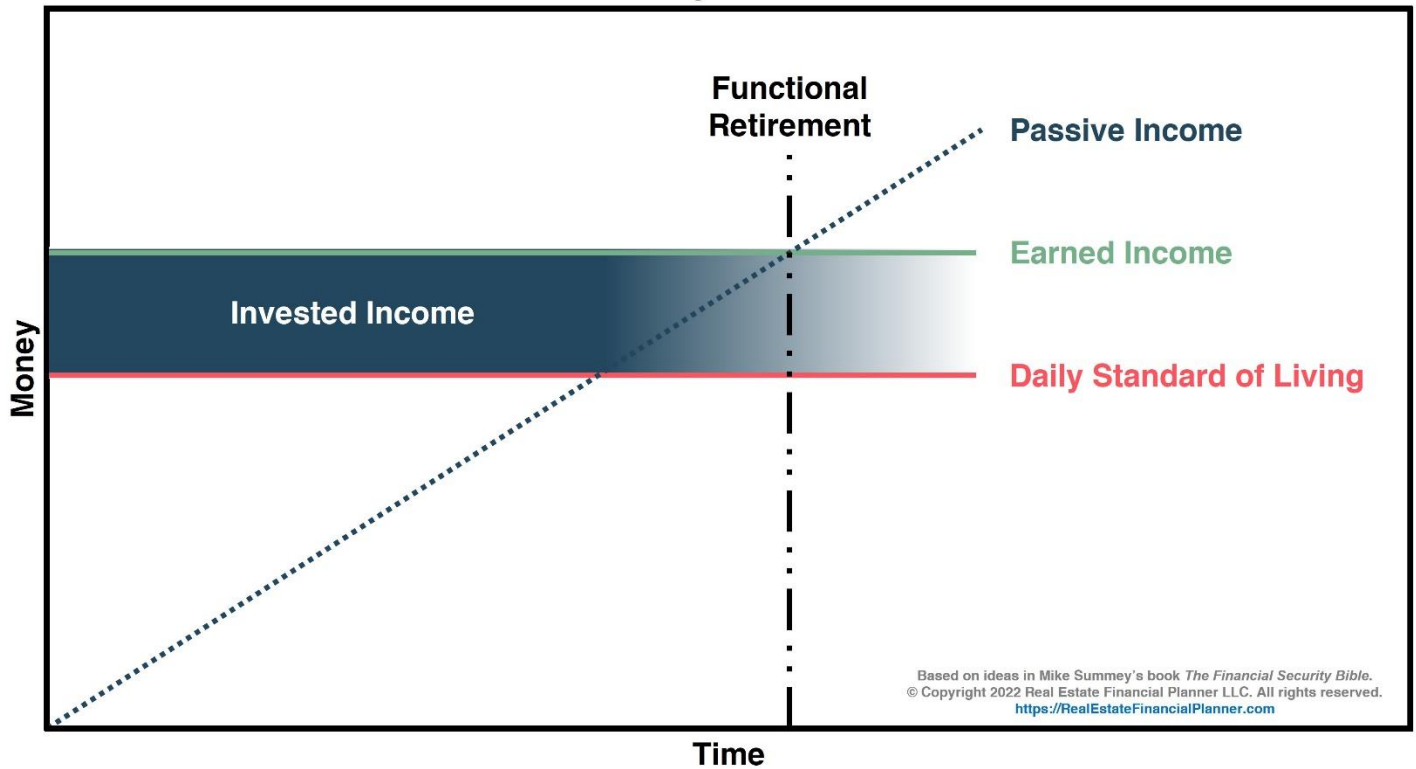 Functional
Retirement
Passive Income
Earned Income
Invested Income
Daily Standard of Living
Money
Based on ideas in Mike Summey's book The Financial Security Bible.
© Copyright 2022 Real Estate Financial Planner LLC. All rights reserved.
https://RealEstateFinancialPlanner.com
Time